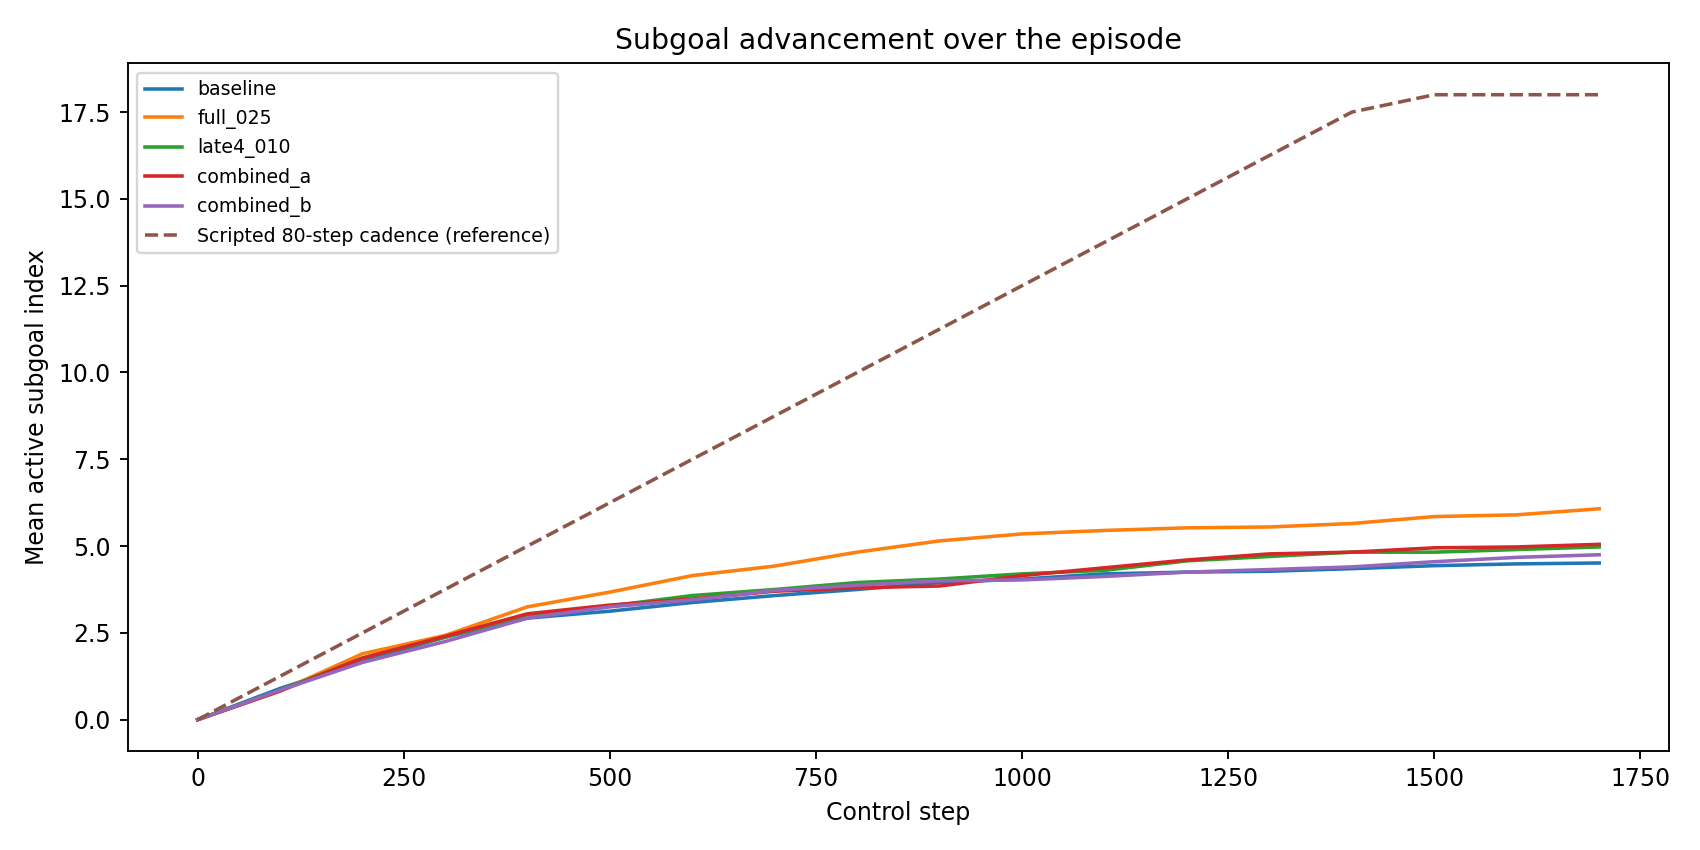 Subgoal advancement over the episode
baseline
full_025
late4_010
combined_a
combined_b
Scripted 80-step cadence (reference)
Mean active subgoal index
17.5
15.0
12.5
10.0
7.5
5.0
2.5
0.0
0 250 500 750 1000 1250 1500 1750
Control step